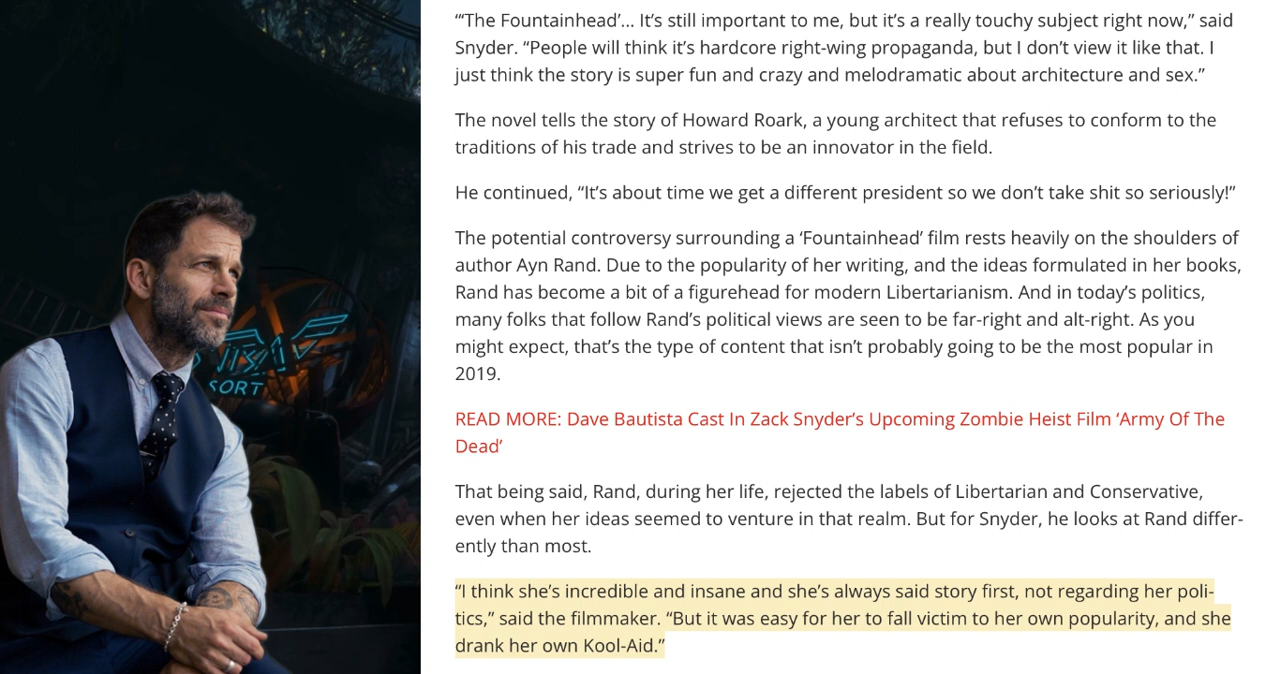 “‘The Fountainhead’... It’s still important to me, but it’s a really touchy subject right now,” said
Snyder. “People will think it’s hardcore right-wing propaganda, but I don’t view it like that. I
just think the story is super fun and crazy and melodramatic about architecture and sex.”
The novel tells the story of Howard Roark, a young architect that refuses to conform to the
traditions of his trade and strives to be an innovator in the field.
He continued, “It’s about time we get a different president so we don’t take shit so seriously!”
The potential controversy surrounding a ‘Fountainhead’ film rests heavily on the shoulders of
author Ayn Rand. Due to the popularity of her writing, and the ideas formulated in her books,
Rand has become a bit of a figurehead for modern Libertarianism. And in today’s politics,
many folks that follow Rand’s political views are seen to be far-right and alt-right. As you
might expect, that’s the type of content that isn’t probably going to be the most popular in
2019.
READ MORE: Dave Bautista Cast In Zack Snyder’s Upcoming Zombie Heist Film ‘Army Of The
Dead’
That being said, Rand, during her life, rejected the labels of Libertarian and Conservative,
even when her ideas seemed to venture in that realm. But for Snyder, he looks at Rand differ-
ently than most.
“I think she’s incredible and insane and she’s always said story first, not regarding her poli-
tics,” said the filmmaker. “But it was easy for her to fall victim to her own popularity, and she
drank her own Kool-Aid.”